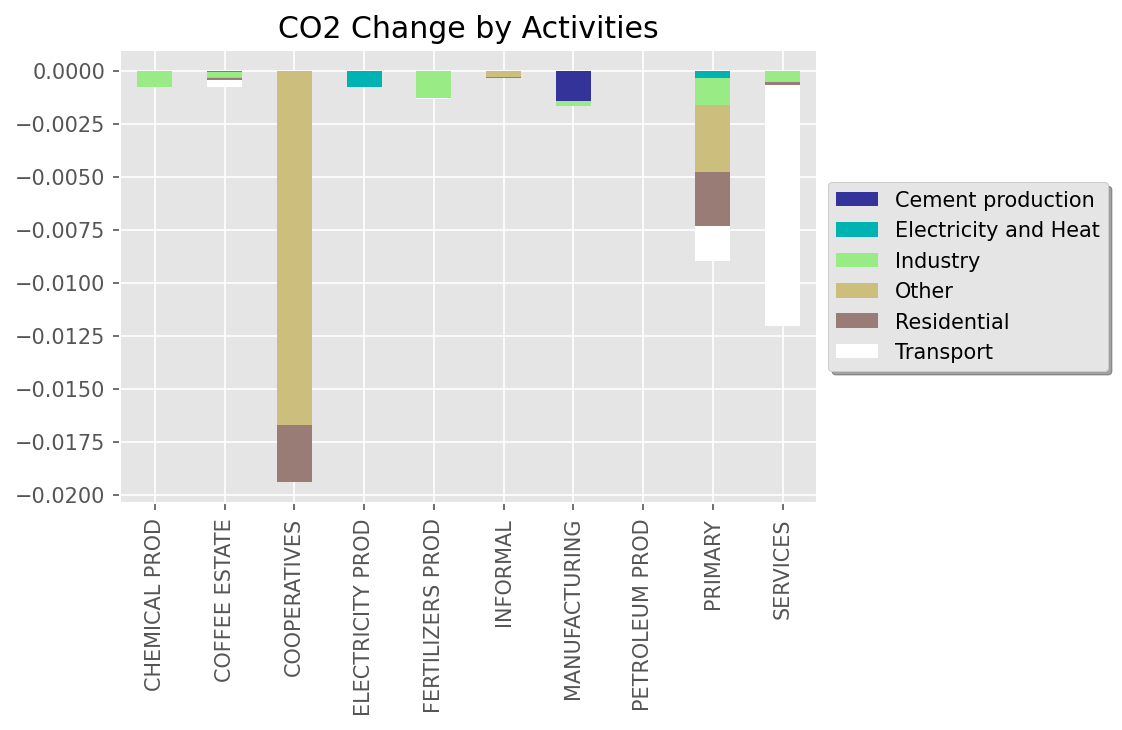 CO2 Change by Activities
0.0000
−0.0025
−0.0050
−0.0075
−0.0100
−0.0125
−0.0150
−0.0175
−0.0200
CHEMICAL PROD
COFFEE ESTATE
COOPERATIVES
ELECTRICITY PROD
FERTILIZERS PROD
INFORMAL
MANUFACTURING
PETROLEUM PROD
PRIMARY
SERVICES
Cement production
Electricity and Heat
Industry
Other
Residential
Transport